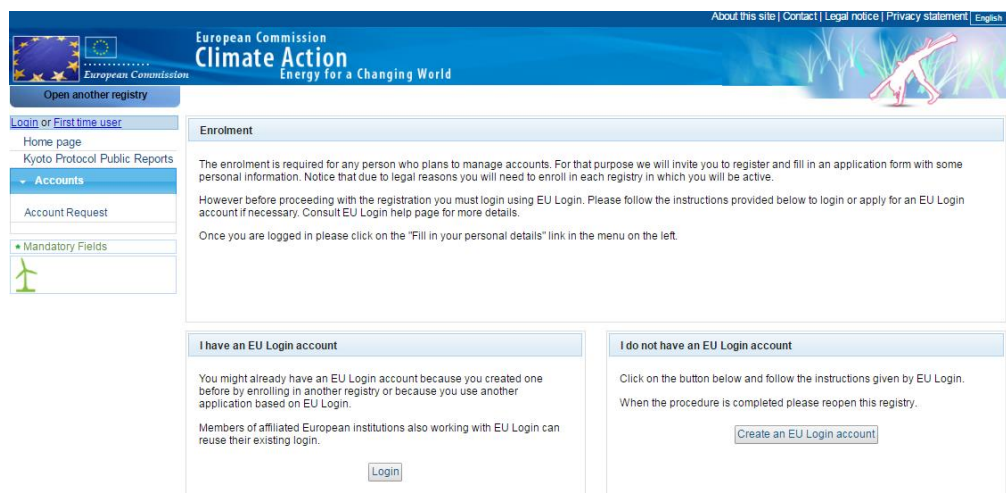 About this site | Contact | Legal notice | Privacy statement English
European Commission
European Commission
Climate Action
Energy for a Changing World
Open another registry
Login or First time user
Home page
Kyoto Protocol Public Reports
Accounts
Account Request
Mandatory Fields
Enrolment
The enrolment is required for any person who plans to manage accounts. For that purpose we will invite you to register and fill in an application form with some
personal information. Notice that due to legal reasons you will need to enroll in each registry in which you will be active.
However before proceeding with the registration you must login using EU Login. Please follow the instructions provided below to login or apply for an EU Login
account if necessary. Consult EU Login help page for more details.
Once you are logged in please click on the "Fill in your personal details" link in the menu on the left.
I have an EU Login account
You might already have an EU Login account because you created one
before by enrolling in another registry or because you use another
application based on EU Login.
Members of affiliated European institutions also working with EU Login can
reuse their existing login.
Login
I do not have an EU Login account
Click on the button below and follow the instructions given by EU Login.
When the procedure is completed please reopen this registry.
Create an EU Login account